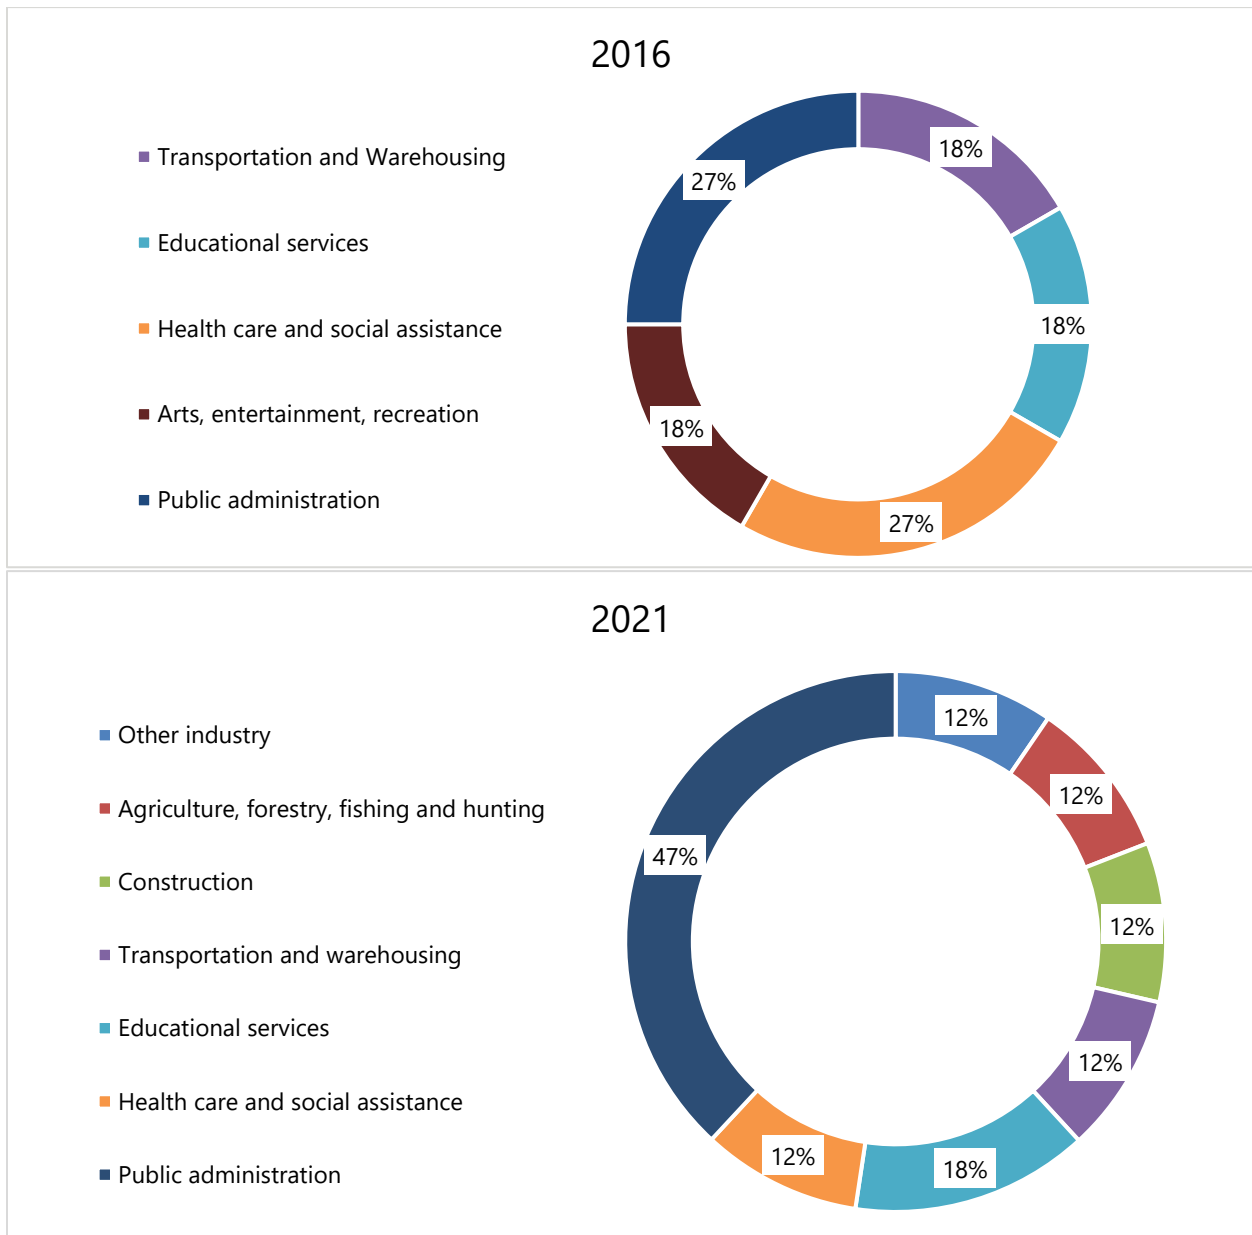 2016
Transportation and Warehousing
Educational services
Health care and social assistance
Arts, entertainment, recreation
Public administration
18%
18%
27%
18%
27%
2021
Other industry
Agriculture, forestry, fishing and hunting
Construction
Transportation and warehousing
Educational services
Health care and social assistance
Public administration
12%
12%
12%
12%
18%
12%
47%